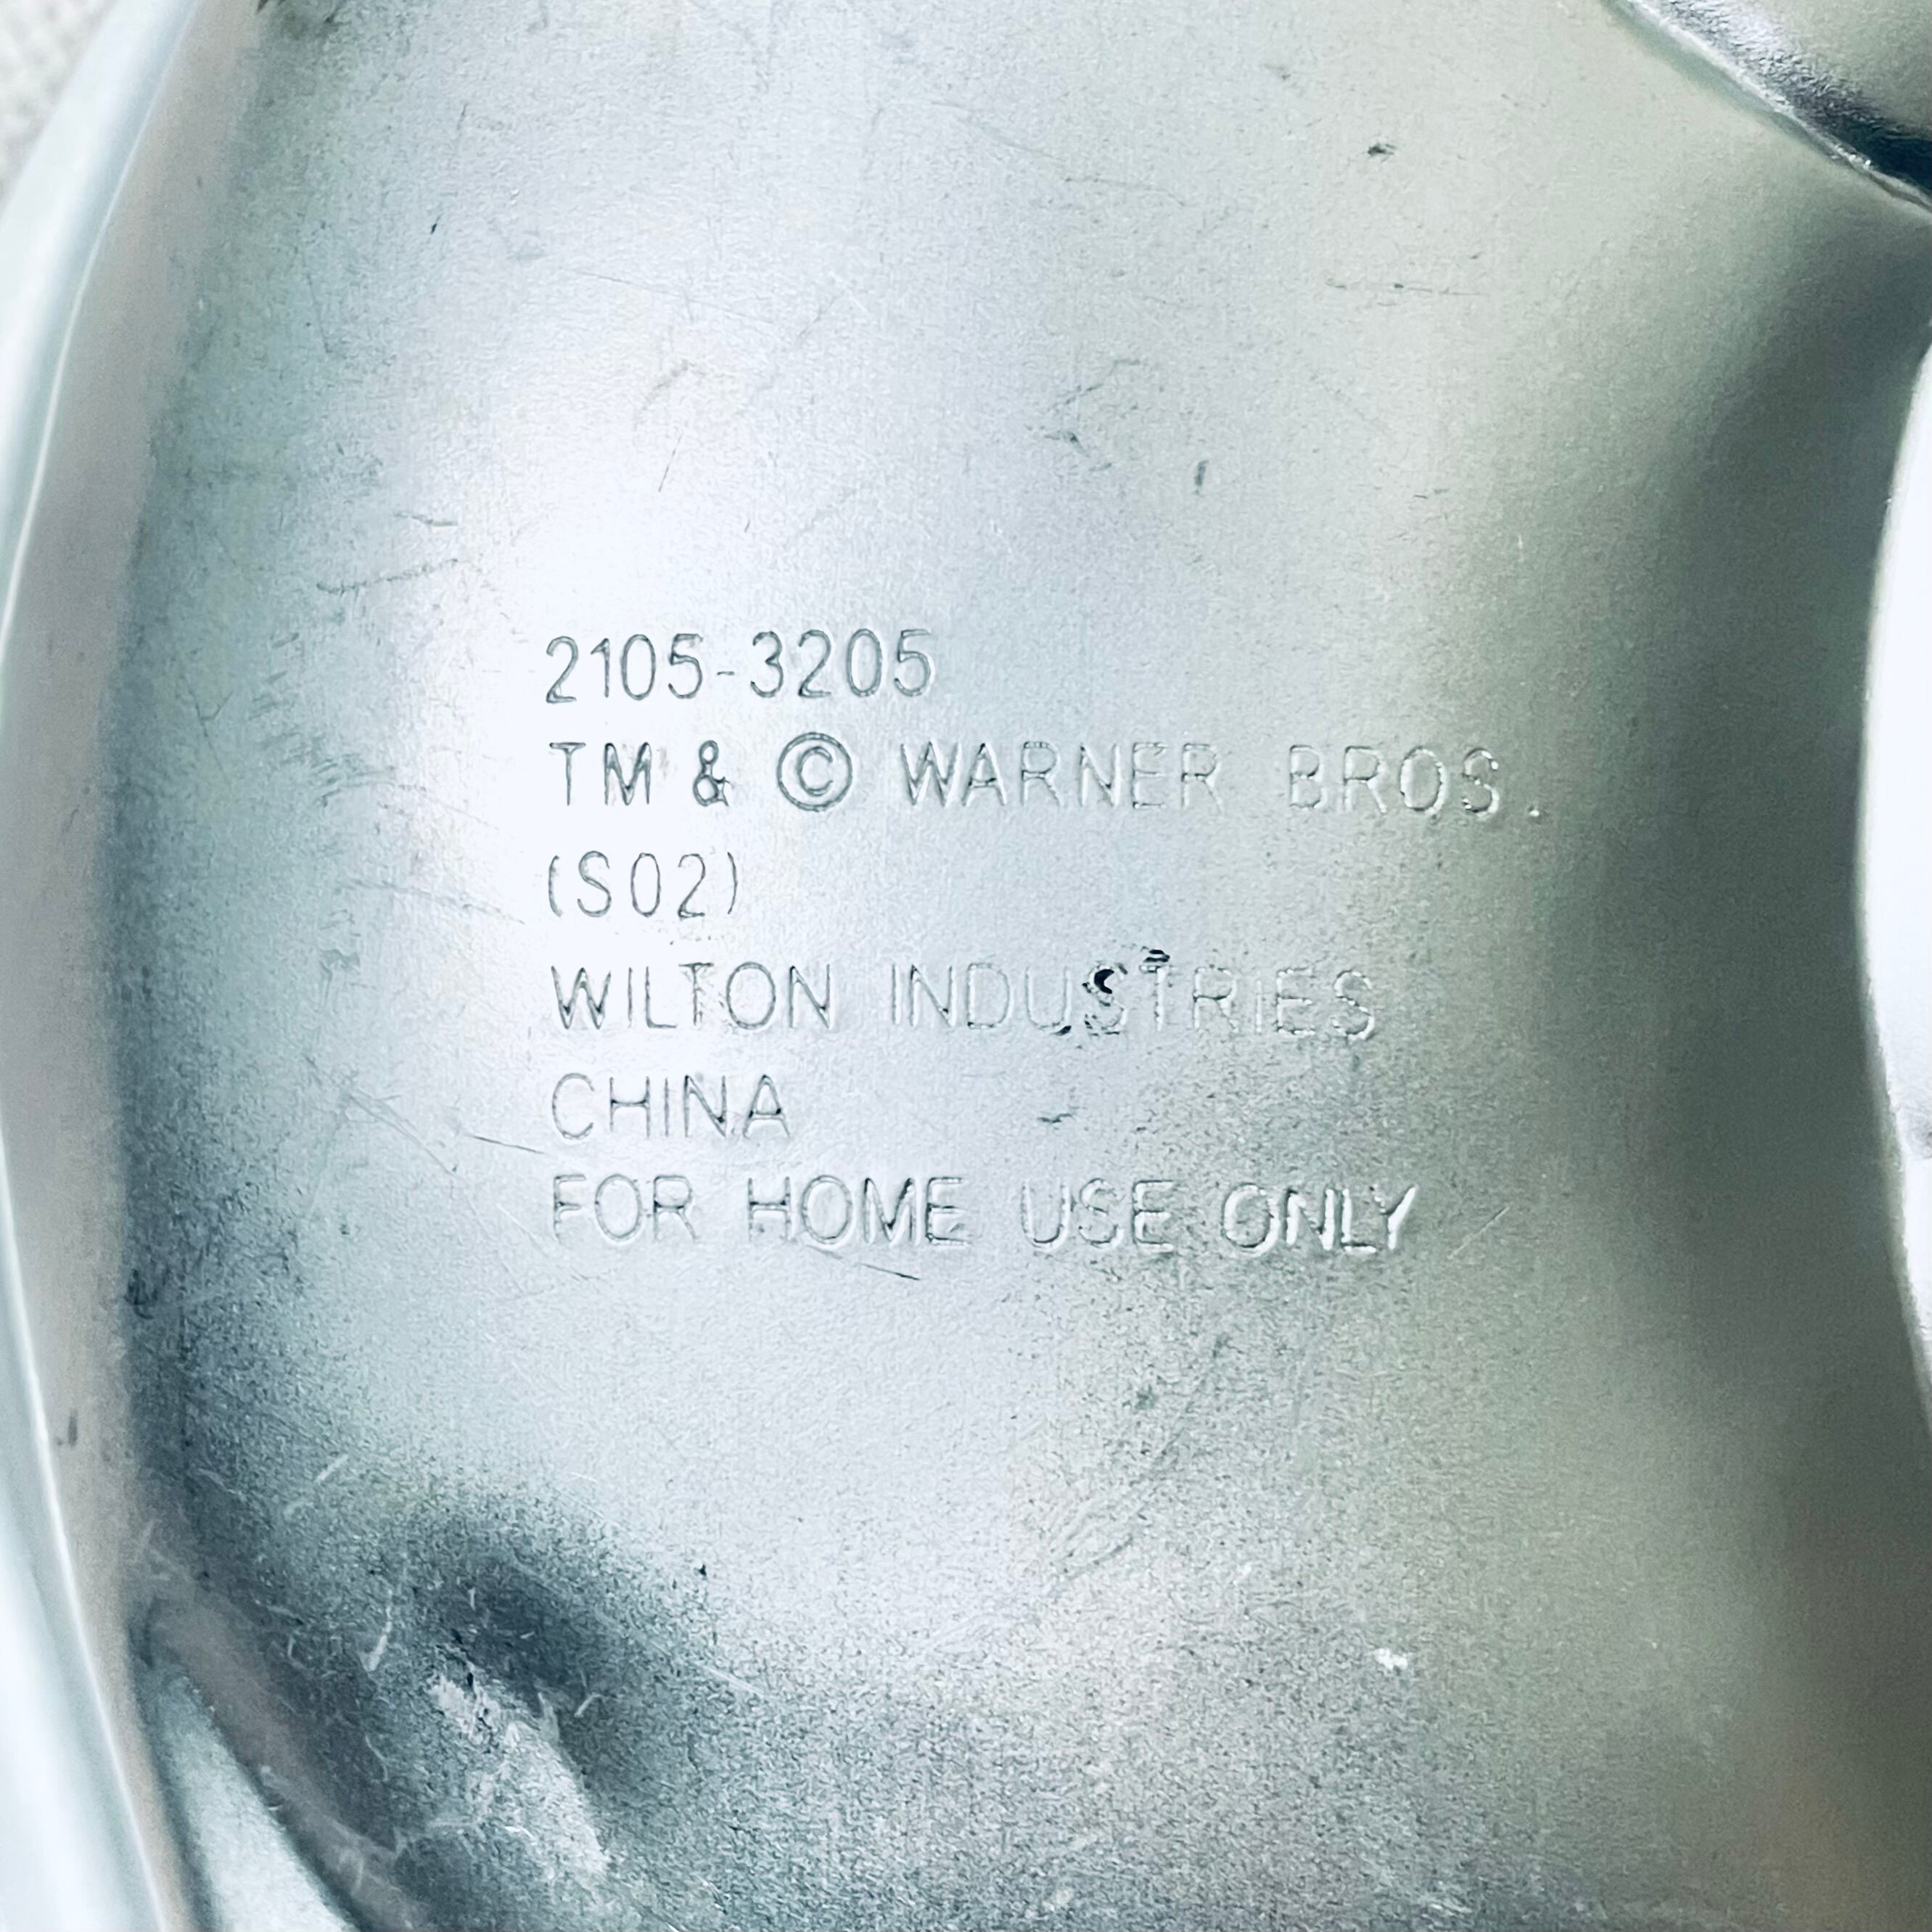 2105-3205
TM & © WARNER BROS.
(S02)
WILTON INDUSTRIES
CHINA
FOR HOME USE ONLY